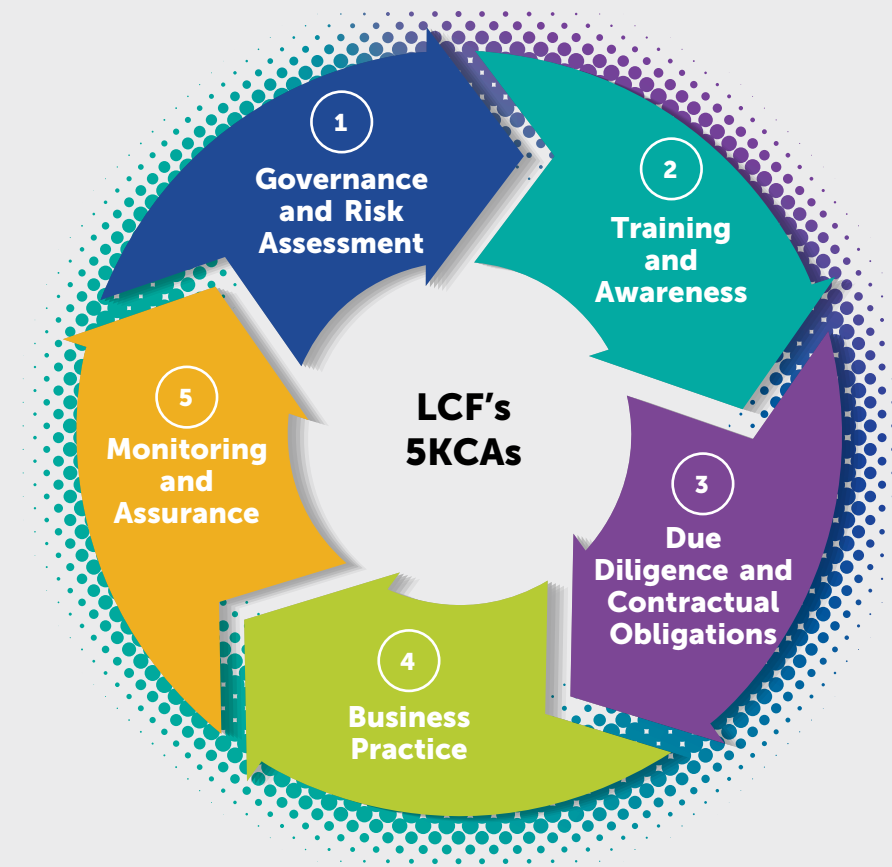 1
Governance
and Risk
Assessment
2
Training
and
Awareness
LCF's
5KCAs
3
Due
Diligence and
Contractual
Obligations
4
Business
Practice
5
Monitoring
and
Assurance